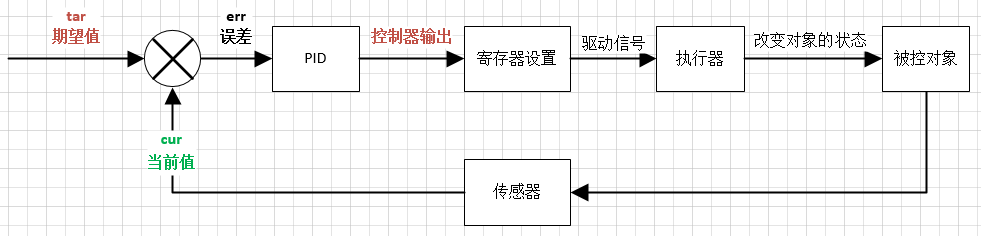 tar
期望值
err
误差
PID
控制器输出
寄存器设置
驱动信号
执行器
改变对象的状态
被控对象
cur
当前值
传感器